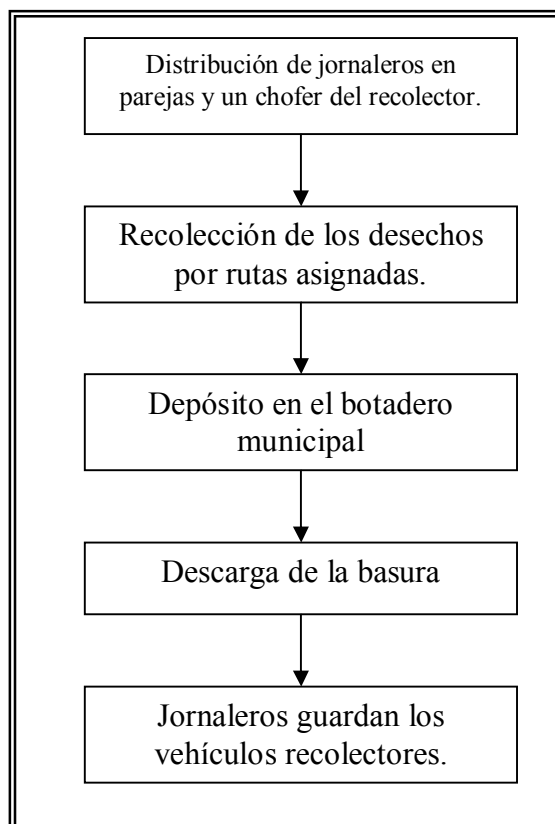 Distribución de jornaleros en
parejas y un chofer del recolector.
Recolección de los desechos
por rutas asignadas.
Depósito en el botadero
municipal
Descarga de la basura
Jornaleros guardan los
vehículos recolectores.